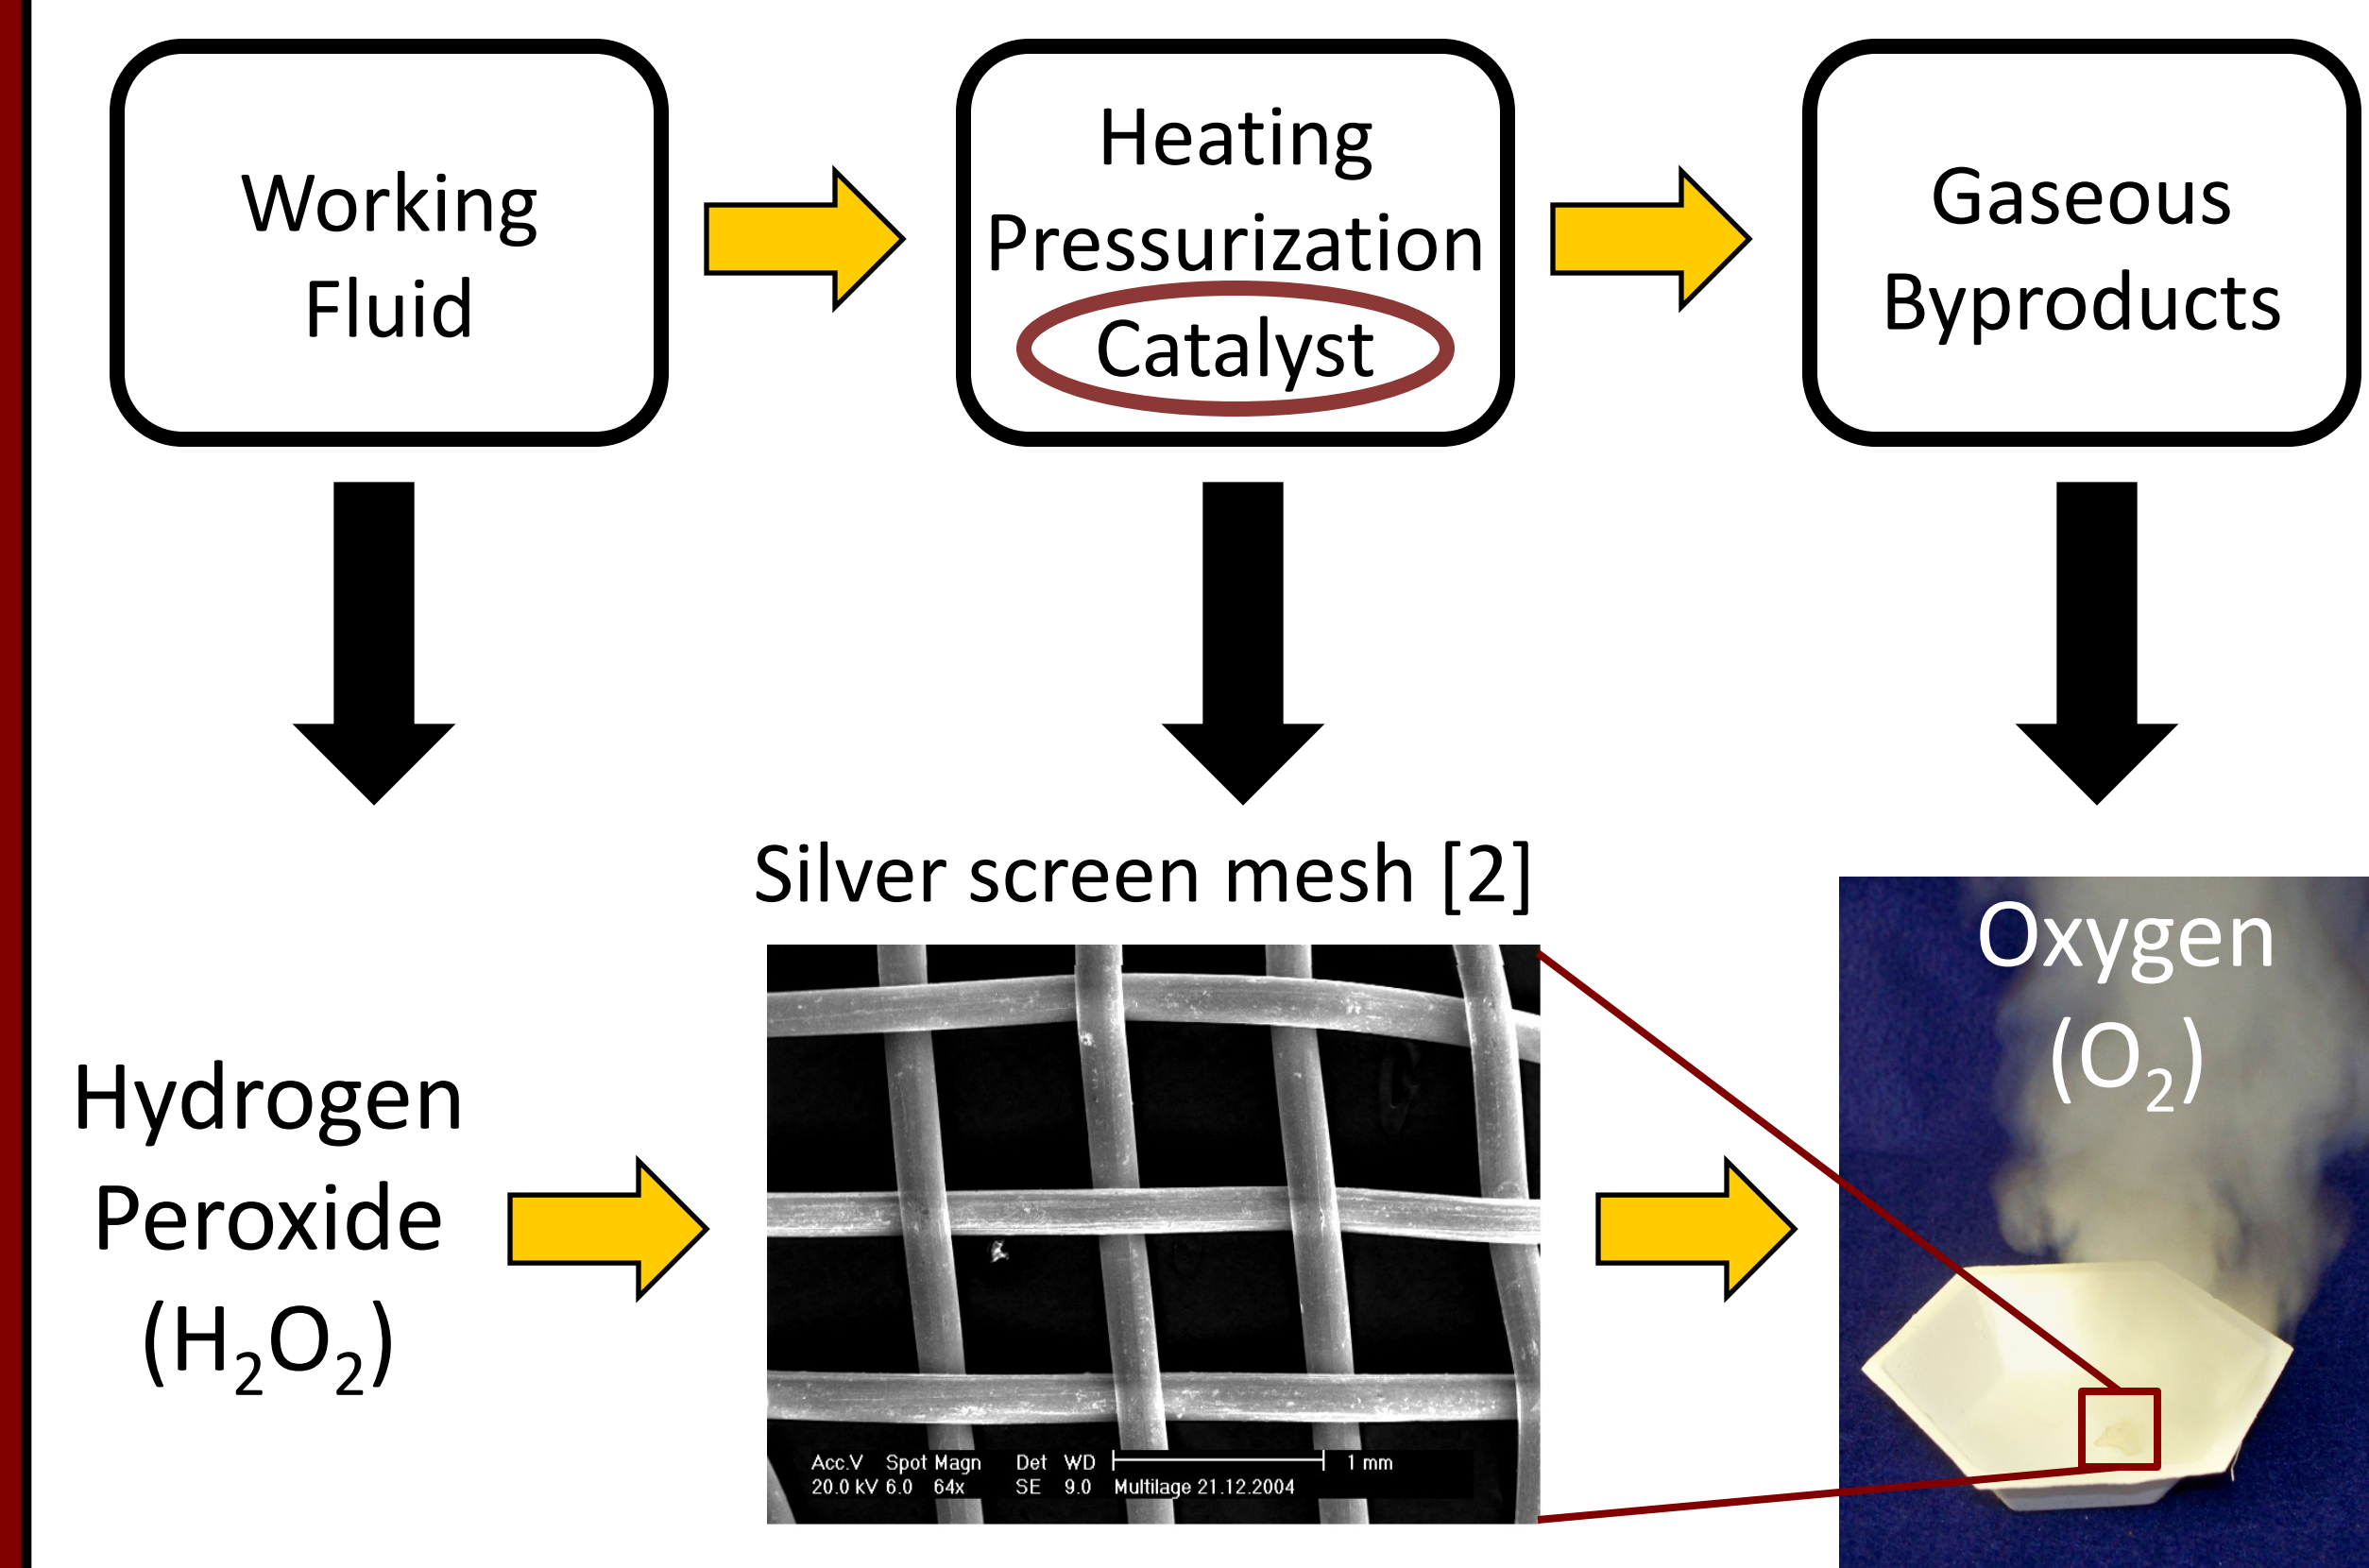 Working
Fluid
Heating
Pressurization
Catalyst
Gaseous
Byproducts
Silver screen mesh [2]
Hydrogen
Peroxide
(H₂O₂)
Acc.V Spot Magn Det WD 1 mm
20.0 kV 6.0 64x SE 9.0 Multilage 21.12.2004
Oxygen
(O₂)